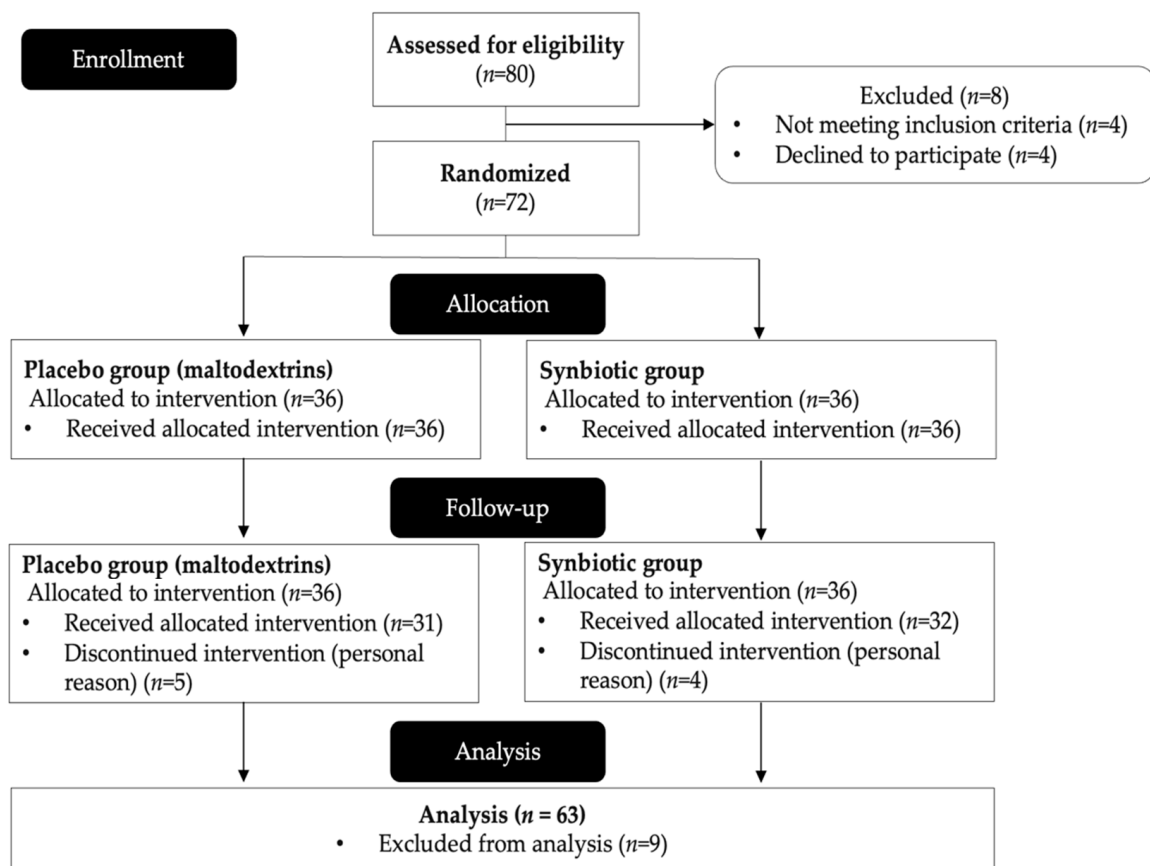 Enrollment
Assessed for eligibility
(n=80)
Excluded (n=8)
• Not meeting inclusion criteria (n=4)
• Declined to participate (n=4)
Randomized
(n=72)
Allocation
Placebo group (maltodextrins)
Allocated to intervention (n=36)
• Received allocated intervention (n=36)
Synbiotic group
Allocated to intervention (n=36)
• Received allocated intervention (n=36)
Follow-up
Placebo group (maltodextrins)
Allocated to intervention (n=36)
• Received allocated intervention (n=31)
• Discontinued intervention (personal
reason) (n=5)
Synbiotic group
Allocated to intervention (n=36)
• Received allocated intervention (n=32)
• Discontinued intervention (personal
reason) (n=4)
Analysis
Analysis (n = 63)
• Excluded from analysis (n=9)